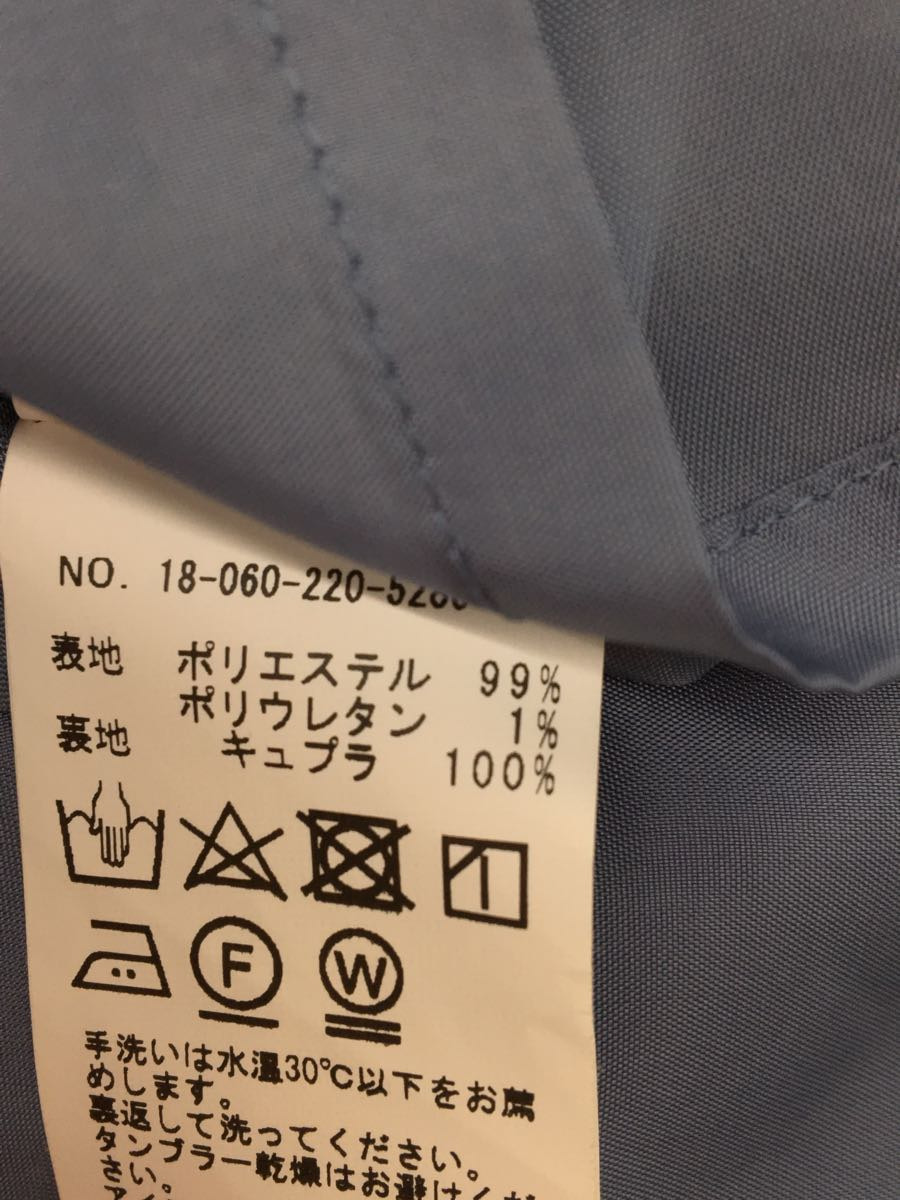 NO. 18-060-220-52
表地 ポリエステル 99%
ポリウレタン 1%
裏地 キュプラ 100%
F W
手洗いは水温30℃以下をお薦
めします。
裏返して洗ってください。
タンブラー乾燥はお避けくだ
さい。